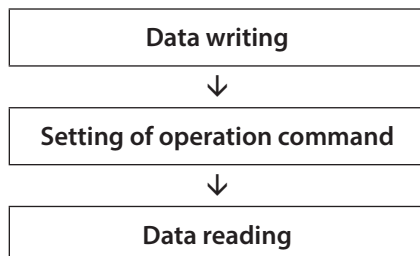 Data writing
↓
Setting of operation command
↓
Data reading